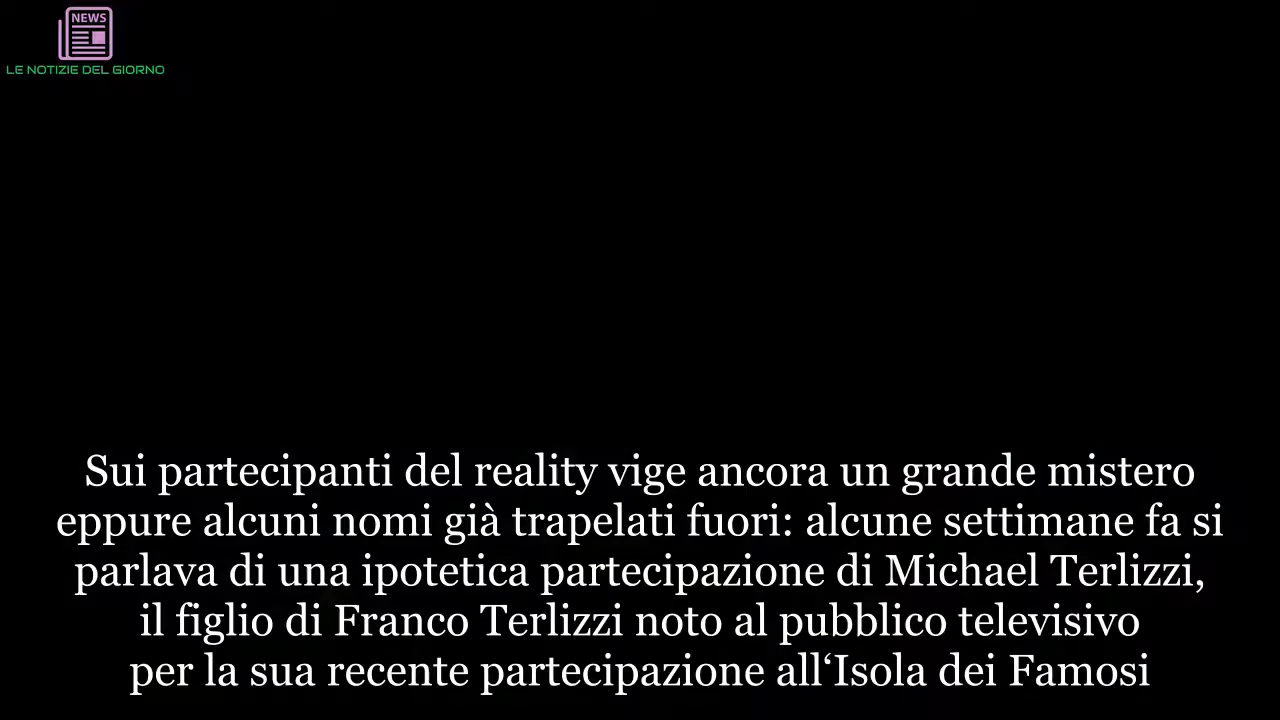 NEWS
LE NOTIZIE DEL GIORNO
Sui partecipanti del reality vige ancora un grande mistero
eppure alcuni nomi già trapelati fuori: alcune settimane fa si
parlava di una ipotetica partecipazione di Michael Terlizzi,
il figlio di Franco Terlizzi noto al pubblico televisivo
per la sua recente partecipazione all‘Isola dei Famosi